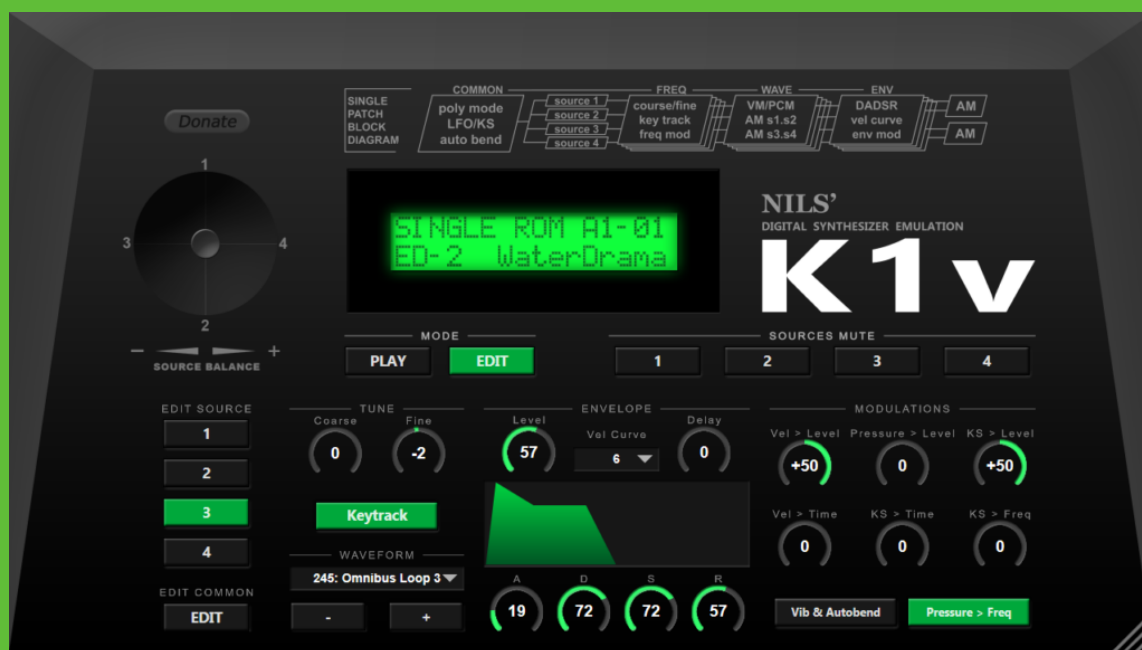 COMMON
FREQ
WAVE
ENV
SINGLE
PATCH
BLOCK
DIAGRAM
poly mode
LFO/KS
auto bend
source 1
source 2
source 3
source 4
course/fine
key track
freq mod
VM/PCM
AM s1.s2
AM s3.s4
DADSR
vel curve
env mod
AM
AM
Donate
1
3
4
2
- +
SOURCE BALANCE
SINGLE ROM A1-01
ED-2 WaterDrama
NILS'
DIGITAL SYNTHESIZER EMULATION
K1v
MODE
PLAY EDIT
SOURCES MUTE
1 2 3 4
EDIT SOURCE
1
2
3
4
EDIT COMMON
EDIT
TUNE
Coarse Fine
0 -2
Keytrack
WAVEFORM
245: Omnibus Loop 3
- +
ENVELOPE
Level Vel Curve Delay
57 6 0
A D S R
19 72 72 57
MODULATIONS
Vel > Level Pressure > Level KS > Level
+50 0 +50
Vel > Time KS > Time KS > Freq
0 0 0
Vib & Autobend Pressure > Freq